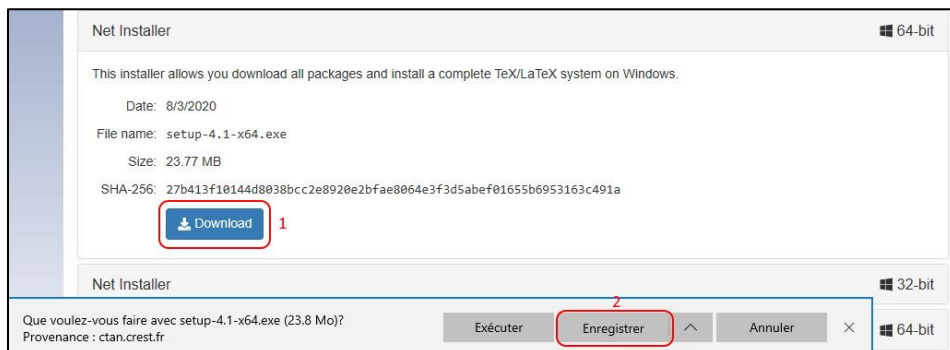 Net Installer 64-bit
This installer allows you download all packages and install a complete TeX/LaTeX system on Windows.
Date: 8/3/2020
File name: setup-4.1-x64.exe
Size: 23.77 MB
SHA-256: 27b413f10144d8038bcc2e8920e2bfae8064e3f3d5abef01655b6953163c491a
Download 1
Net Installer 32-bit
2
Que voulez-vous faire avec setup-4.1-x64.exe (23.8 Mo)?
Provenance : ctan.crest.fr
Exécuter Enregistrer Annuler 64-bit